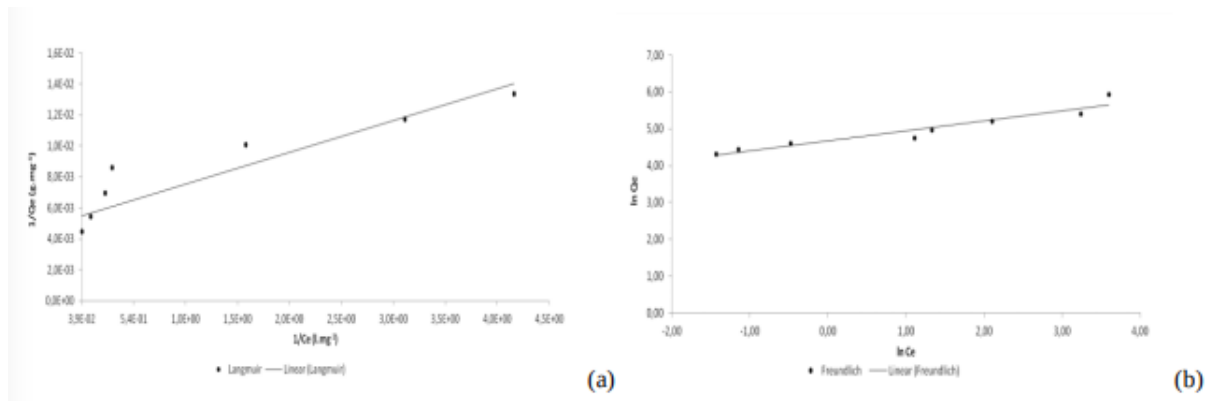 1,6E-02
1,4E-02
1,2E-02
1,0E-02
8,0E-03
6,0E-03
4,0E-03
2,0E-03
0,0E+00
1/Qe (g.mg⁻¹)
3,9E-02 5,4E-01 1,0E+00 1,5E+00 2,0E+00 2,5E+00 3,0E+00 3,5E+00 4,0E+00 4,5E+00
1/Ce (l.mg⁻¹)
Langmuir Linear (Langmuir)
(a)
7,00
6,00
5,00
4,00
3,00
2,00
1,00
0,00
ln Qe
-2,00 -1,00 0,00 1,00 2,00 3,00 4,00
ln Ce
Freundlich Linear (Freundlich)
(b)